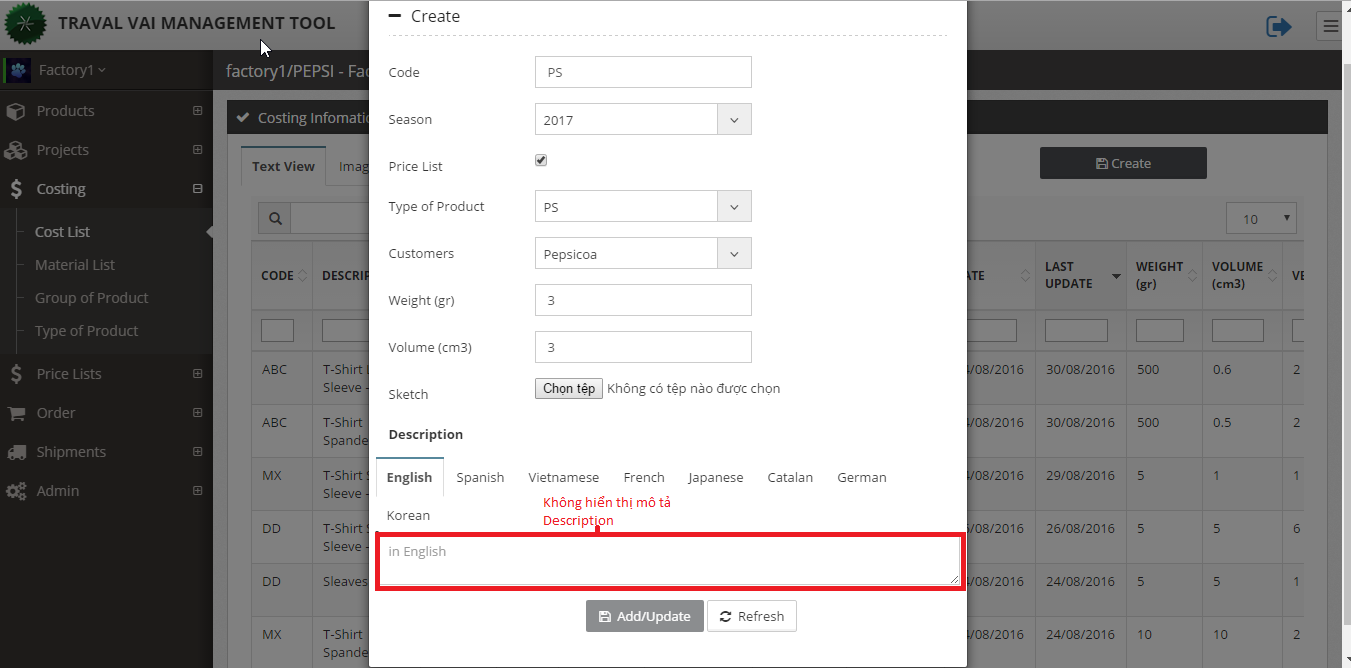 TRAVAL VAI MANAGEMENT TOOL
Factory1
Products
Projects
Costing
Cost List
Material List
Group of Product
Type of Product
Price Lists
Order
Shipments
Admin
factory1/PEPSI - Fac
Costing Infomati
Text View
Imag
Create
10
CODE
DESCRIP
ATE
LAST UPDATE
WEIGHT (gr)
VOLUME (cm3)
VE
ABC
T-Shirt L
Sleeve -
4/08/2016
30/08/2016
500
0.6
2
ABC
T-Shirt
Spande
4/08/2016
30/08/2016
500
0.5
2
MX
T-Shirt S
Sleeve -
4/08/2016
29/08/2016
5
1
1
DD
T-Shirt S
Sleeve -
6/08/2016
26/08/2016
5
5
6
DD
Sleaves
4/08/2016
24/08/2016
5
5
1
MX
T-Shirt
Spande
4/08/2016
24/08/2016
10
10
2
Create
Code
PS
Season
2017
Price List
Type of Product
PS
Customers
Pepsicoa
Weight (gr)
3
Volume (cm3)
3
Sketch
Chọn tệp Không có tệp nào được chọn
Description
English Spanish Vietnamese French Japanese Catalan German
Korean
Không hiển thị mô tả
Description
in English
Add/Update
Refresh